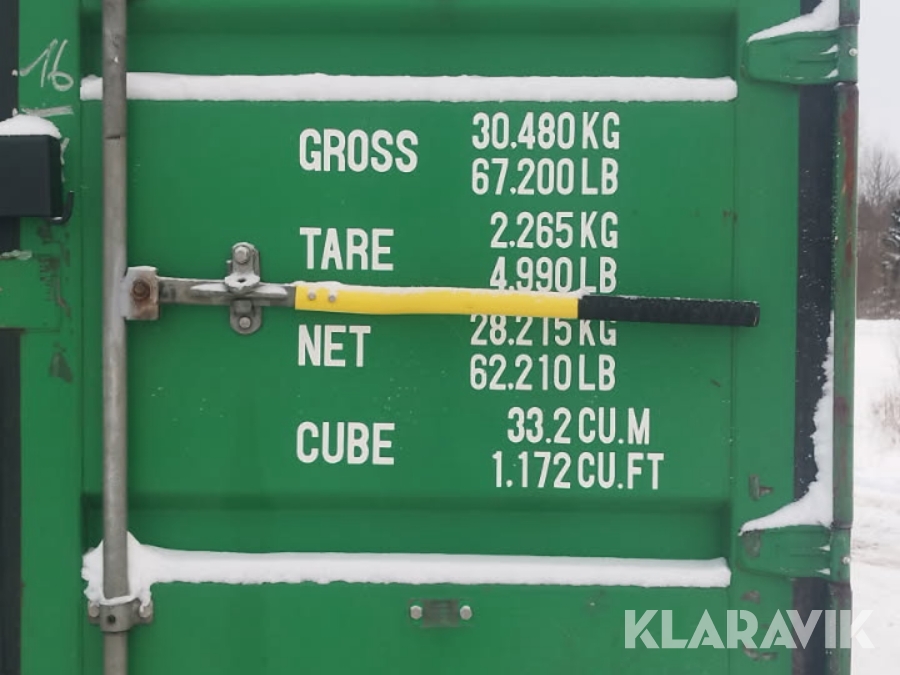 16
GROSS 30.480 KG
67.200 LB
TARE 2.265 KG
4.990 LB
NET 28.215 KG
62.210 LB
CUBE 33.2 CU.M
1.172 CU.FT
KLARAVIK